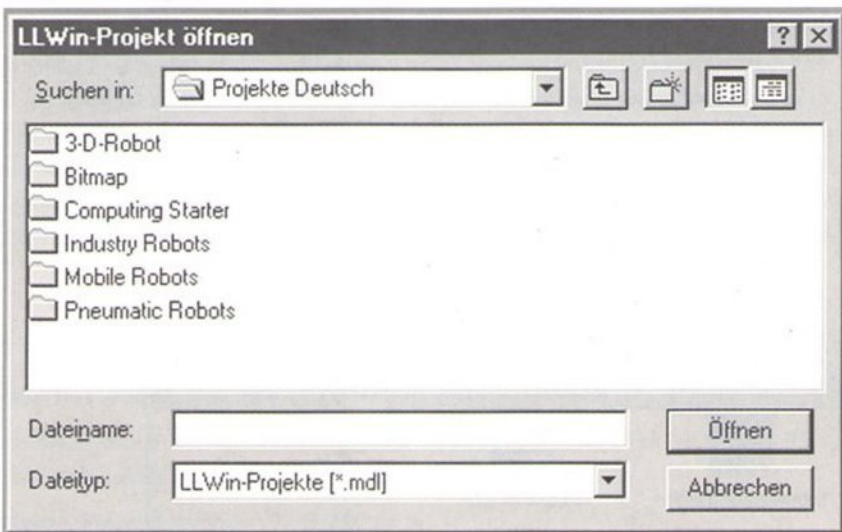 LLWin-Projekt öffnen
Suchen in: Projekte Deutsch
3-D-Robot
Bitmap
Computing Starter
Industry Robots
Mobile Robots
Pneumatic Robots
Dateiname: Öffnen
Dateityp: LLWin-Projekte [*.mdl] Abbrechen